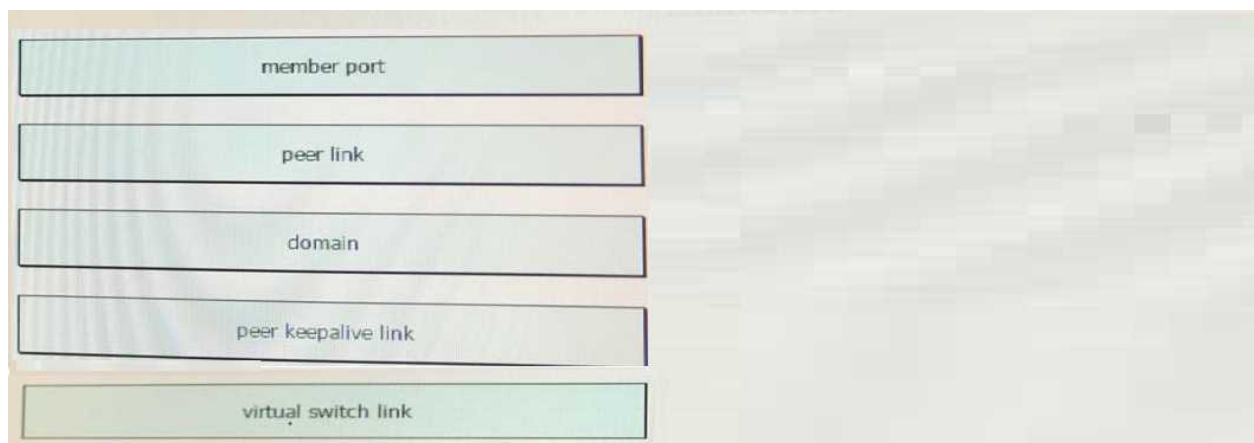 member port
peer link
domain
peer keepalive link
virtual switch link